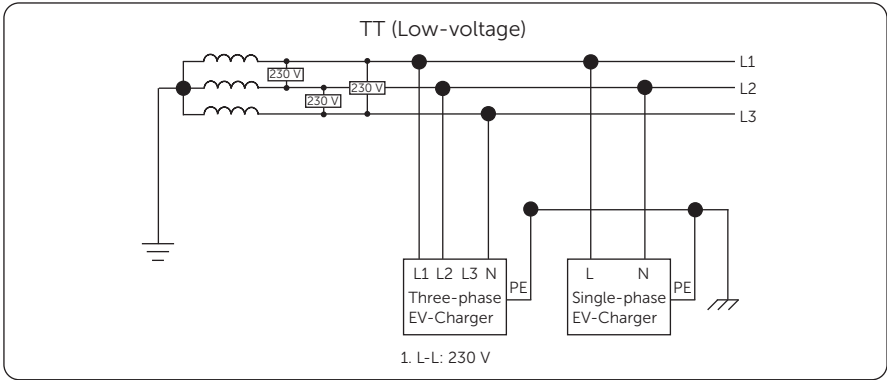 TT (Low-voltage)
L1
230 V
230 V
L2
230 V
L3
L1 L2 L3 N
PE
Three-phase
EV-Charger
L N
PE
Single-phase
EV-Charger
1. L-L: 230 V